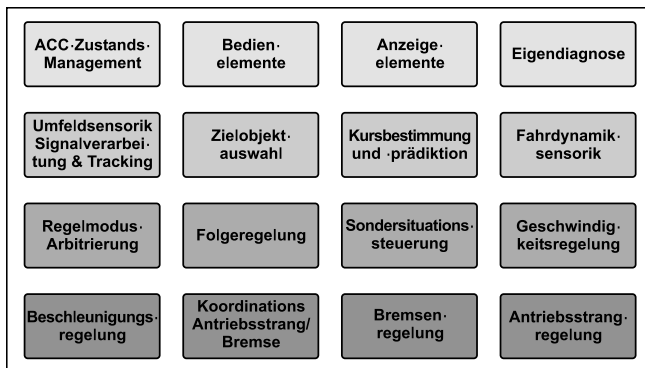 ACC·Zustands·
Management
Bedien·
elemente
Anzeige·
elemente
Eigendiagnose
Umfeldsensorik
Signalverarbei·
tung & Tracking
Zielobjekt·
auswahl
Kursbestimmung
und ·prädiktion
Fahrdynamik·
sensorik
Regelmodus·
Arbitrierung
Folgeregelung
Sondersituations·
steuerung
Geschwindig·
keitsregelung
Beschleunigungs·
regelung
Koordinations
Antriebsstrang/
Bremse
Bremsen·
regelung
Antriebsstrang·
regelung